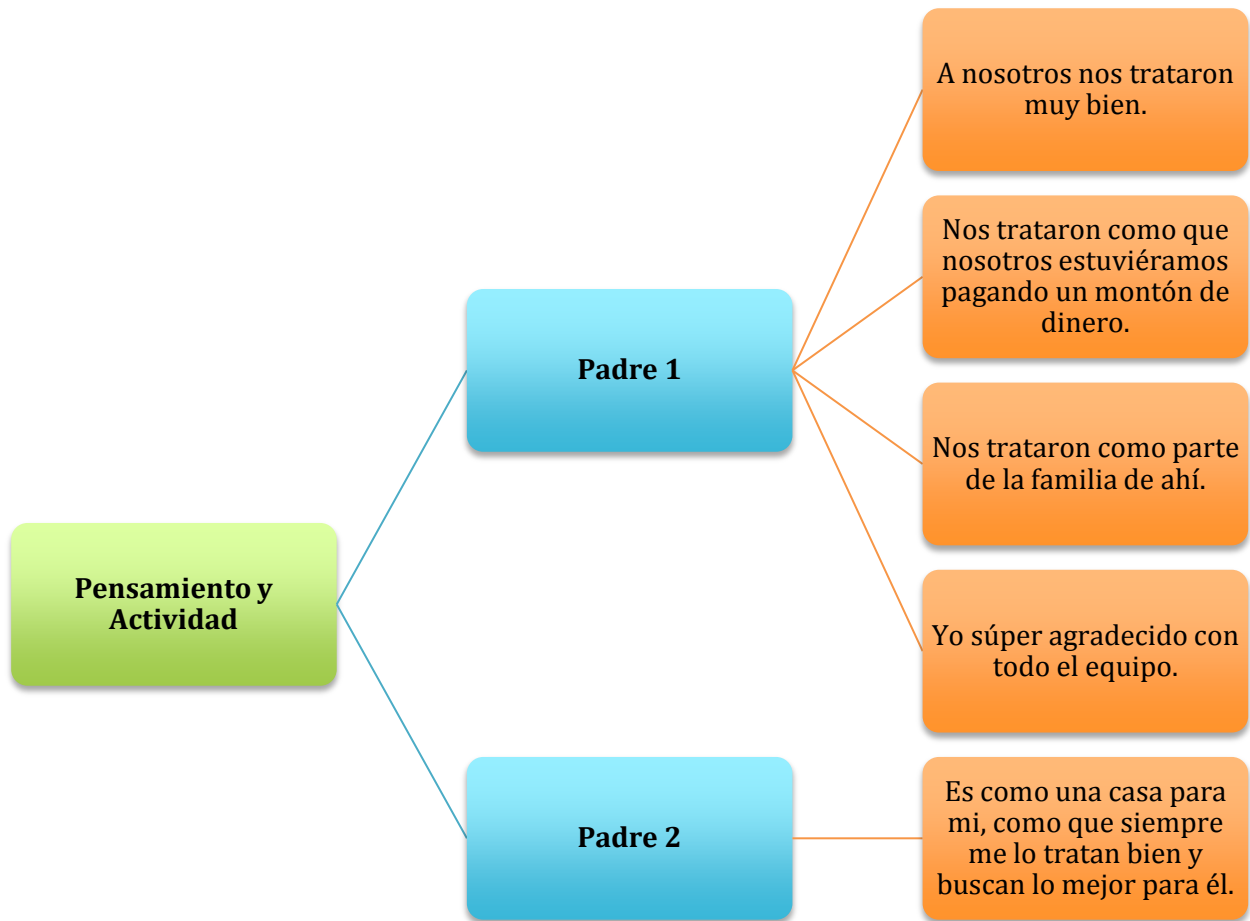 A nosotros nos trataron
muy bien.
Nos trataron como que
nosotros estuviéramos
pagando un montón de
dinero.
Padre 1
Nos trataron como parte
de la familia de ahí.
Pensamiento y
Actividad
Yo súper agradecido con
todo el equipo.
Padre 2
Es como una casa para
mi, como que siempre
me lo tratan bien y
buscan lo mejor para él.